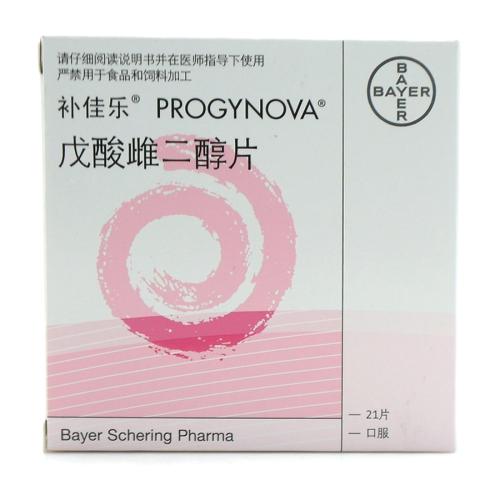 请仔细阅读说明书并在医师指导下使用
严禁用于食品和饲料加工
补佳乐® PROGYNOVA®
BAYER
BAYER
戊酸雌二醇片
— 21片
— 口服
Bayer Schering Pharma